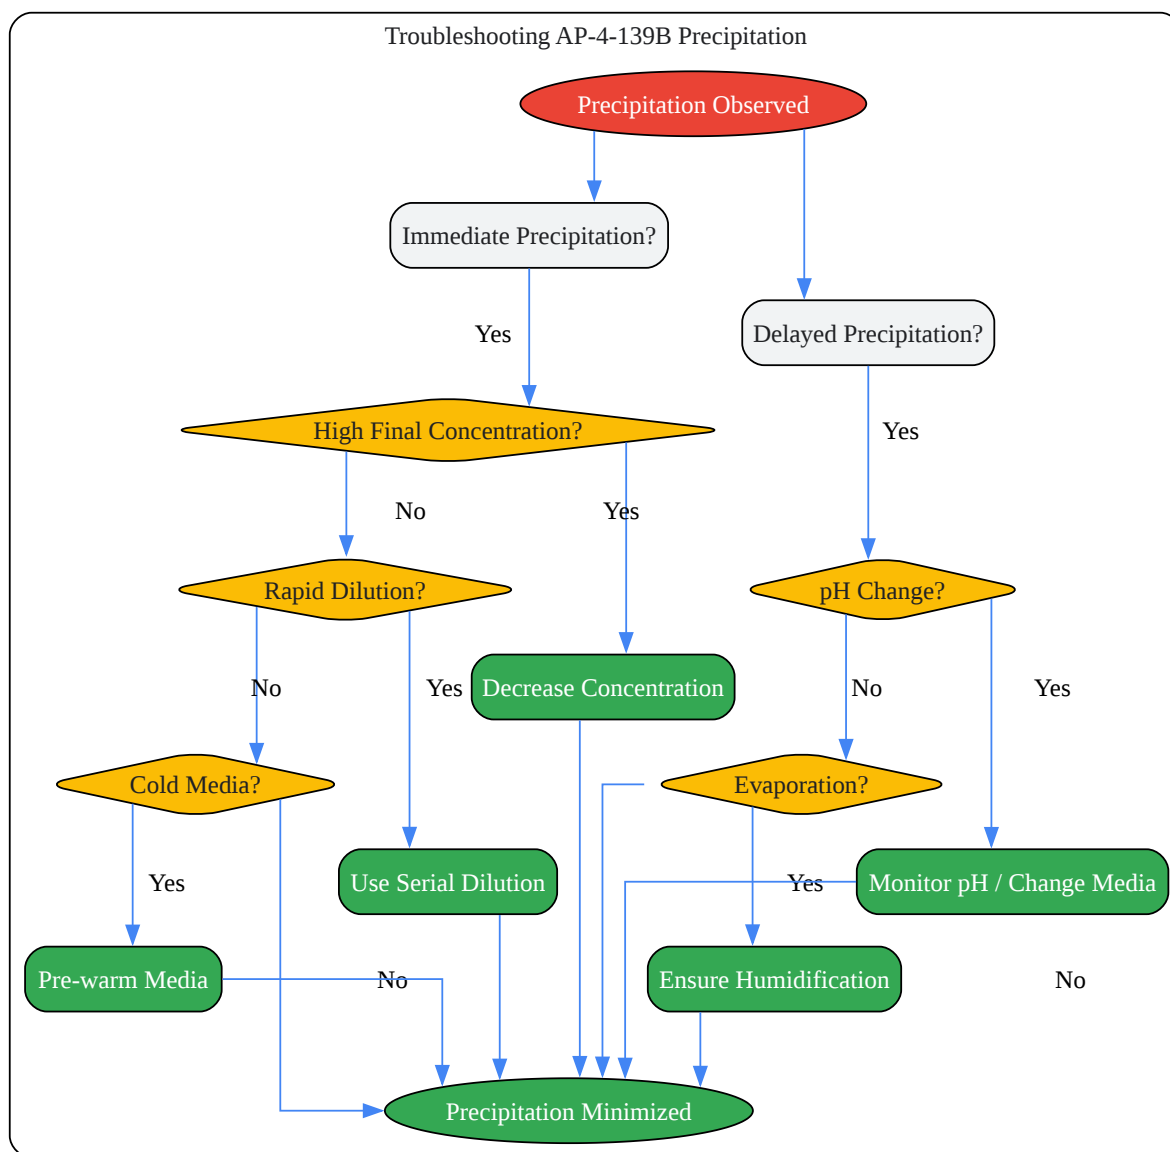 Troubleshooting AP-4-139B Precipitation
Precipitation Observed
Immediate Precipitation?
Yes
Delayed Precipitation?
High Final Concentration?
Yes
No
Yes
Rapid Dilution?
pH Change?
No
Yes
Decrease Concentration
No
Yes
Cold Media?
Evaporation?
Yes
Use Serial Dilution
Yes
Monitor pH / Change Media
Pre-warm Media
No
Ensure Humidification
No
Precipitation Minimized